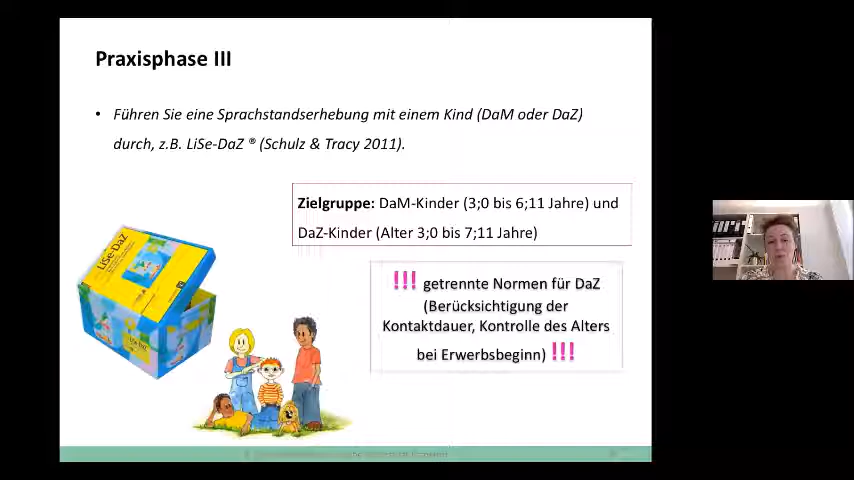 Praxisphase III
• Führen Sie eine Sprachstandserhebung mit einem Kind (DaM oder DaZ)
durch, z.B. LiSe-DaZ ® (Schulz & Tracy 2011).
Zielgruppe: DaM-Kinder (3;0 bis 6;11 Jahre) und
DaZ-Kinder (Alter 3;0 bis 7;11 Jahre)
!!! getrennte Normen für DaZ
(Berücksichtigung der
Kontaktdauer, Kontrolle des Alters
bei Erwerbsbeginn) !!!
LiSe-DaZ